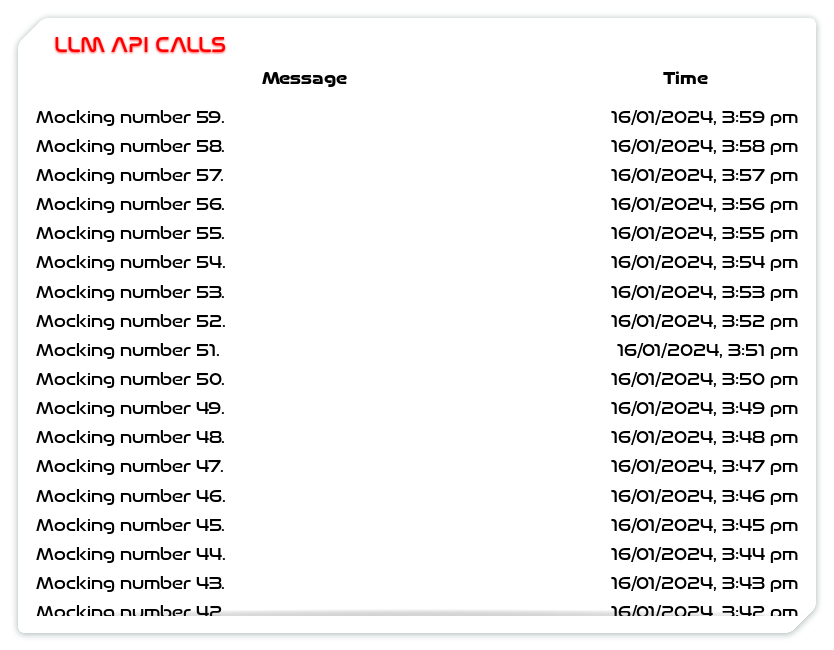 LLM API CALLS
Message Time
Mocking number 59. 16/01/2024, 3:59 pm
Mocking number 58. 16/01/2024, 3:58 pm
Mocking number 57. 16/01/2024, 3:57 pm
Mocking number 56. 16/01/2024, 3:56 pm
Mocking number 55. 16/01/2024, 3:55 pm
Mocking number 54. 16/01/2024, 3:54 pm
Mocking number 53. 16/01/2024, 3:53 pm
Mocking number 52. 16/01/2024, 3:52 pm
Mocking number 51. 16/01/2024, 3:51 pm
Mocking number 50. 16/01/2024, 3:50 pm
Mocking number 49. 16/01/2024, 3:49 pm
Mocking number 48. 16/01/2024, 3:48 pm
Mocking number 47. 16/01/2024, 3:47 pm
Mocking number 46. 16/01/2024, 3:46 pm
Mocking number 45. 16/01/2024, 3:45 pm
Mocking number 44. 16/01/2024, 3:44 pm
Mocking number 43. 16/01/2024, 3:43 pm
Mocking number 42 16/01/2024, 3:42 pm